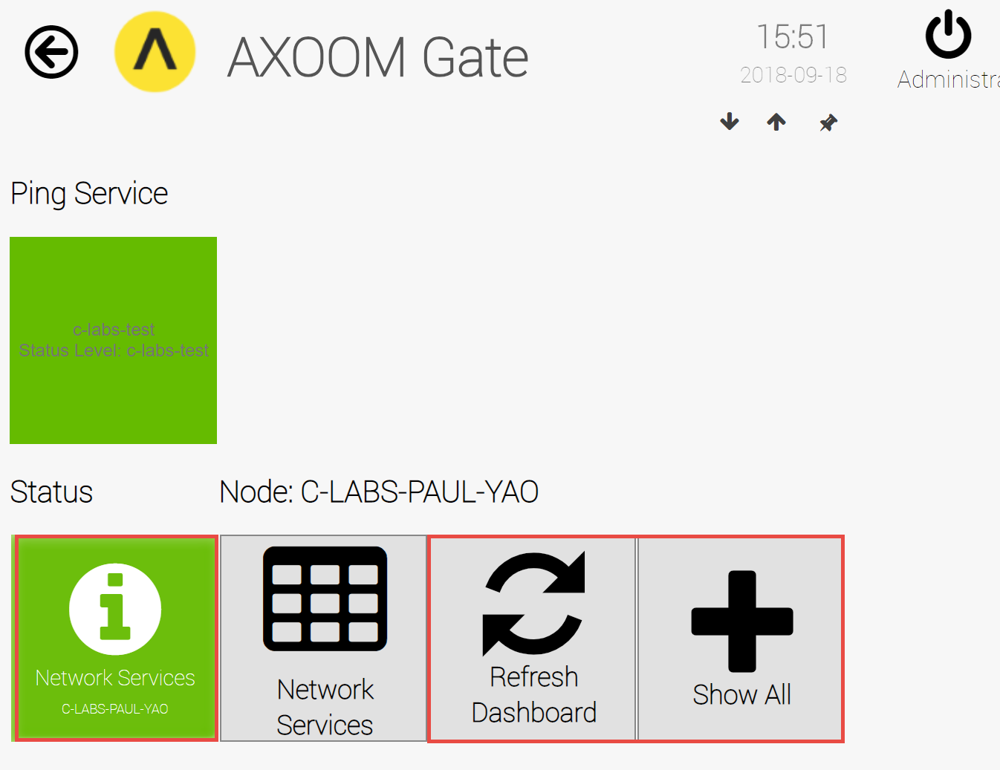 AXOOM Gate
15:51
2018-09-18
Administra
Ping Service
c-labs-test
Status Level: c-labs-test
Status
Node: C-LABS-PAUL-YAO
Network Services
C-LABS-PAUL-YAO
Network
Services
Refresh
Dashboard
Show All